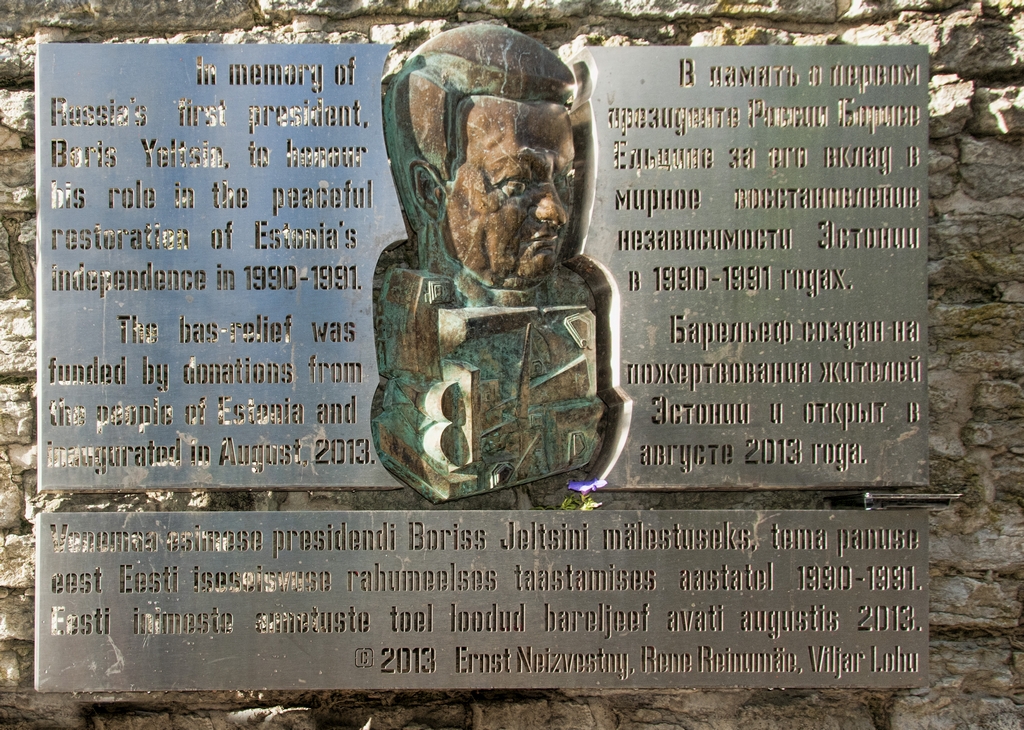 In memory of
Russia's first president,
Boris Yeltsin, to honour
his role in the peaceful
restoration of Estonia's
independence in 1990-1991.
The bas-relief was
funded by donations from
the people of Estonia and
inaugurated in August, 2013.
В память о первом
президенте России Борисе
Ельцине за его вклад в
мирное восстановление
независимости Эстонии
в 1990-1991 годах.
Барельеф создан на
пожертвования жителей
Эстонии и открыт в
августе 2013 года.
Venemaa esimese presidendi Boriss Jeltsini mälestuseks, tema panuse
eest Eesti iseseisvuse rahumeelses taastamises aastatel 1990-1991.
Eesti inimeste annetuste toel loodud bareljeef avati augustis 2013.
© 2013 Ernst Neizvestny, Rene Reinumäe, Viljar Lohu